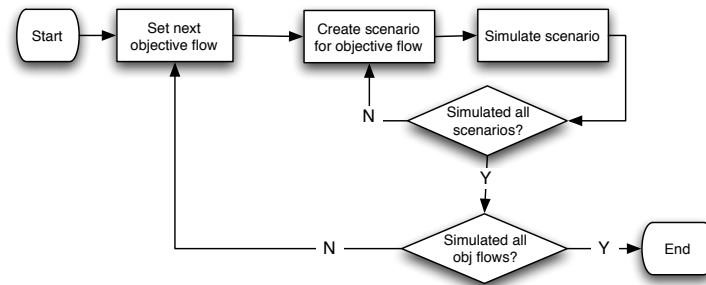 Start
Set next
objective flow
Create scenario
for objective flow
Simulate scenario
N
Simulated all
scenarios?
Y
N
Simulated all
obj flows?
Y
End